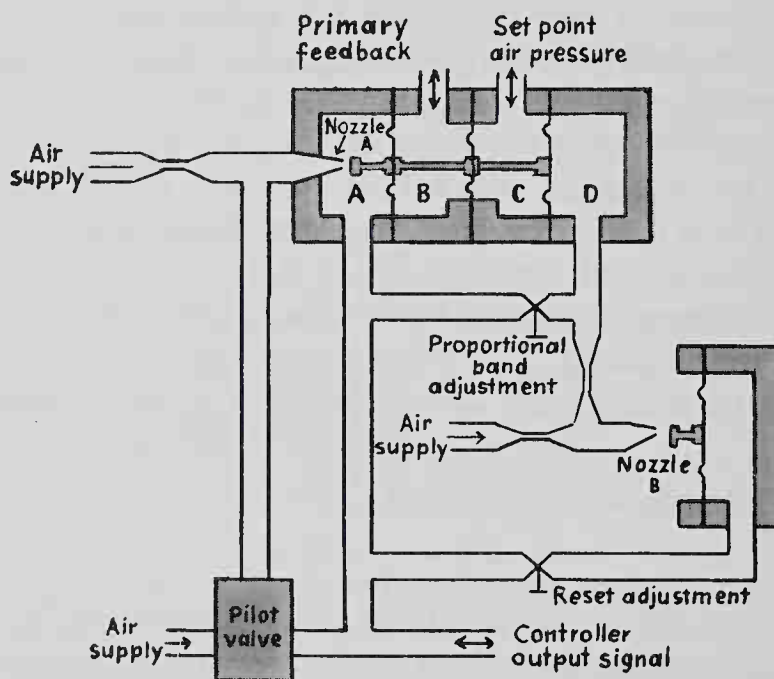 Primary
feedback
Set point
air pressure
Nozzle
A
Air
supply
A
B
C
D
Proportional
band
adjustment
Air
supply
Nozzle
B
Reset adjustment
Pilot
valve
Air
supply
Controller
output signal